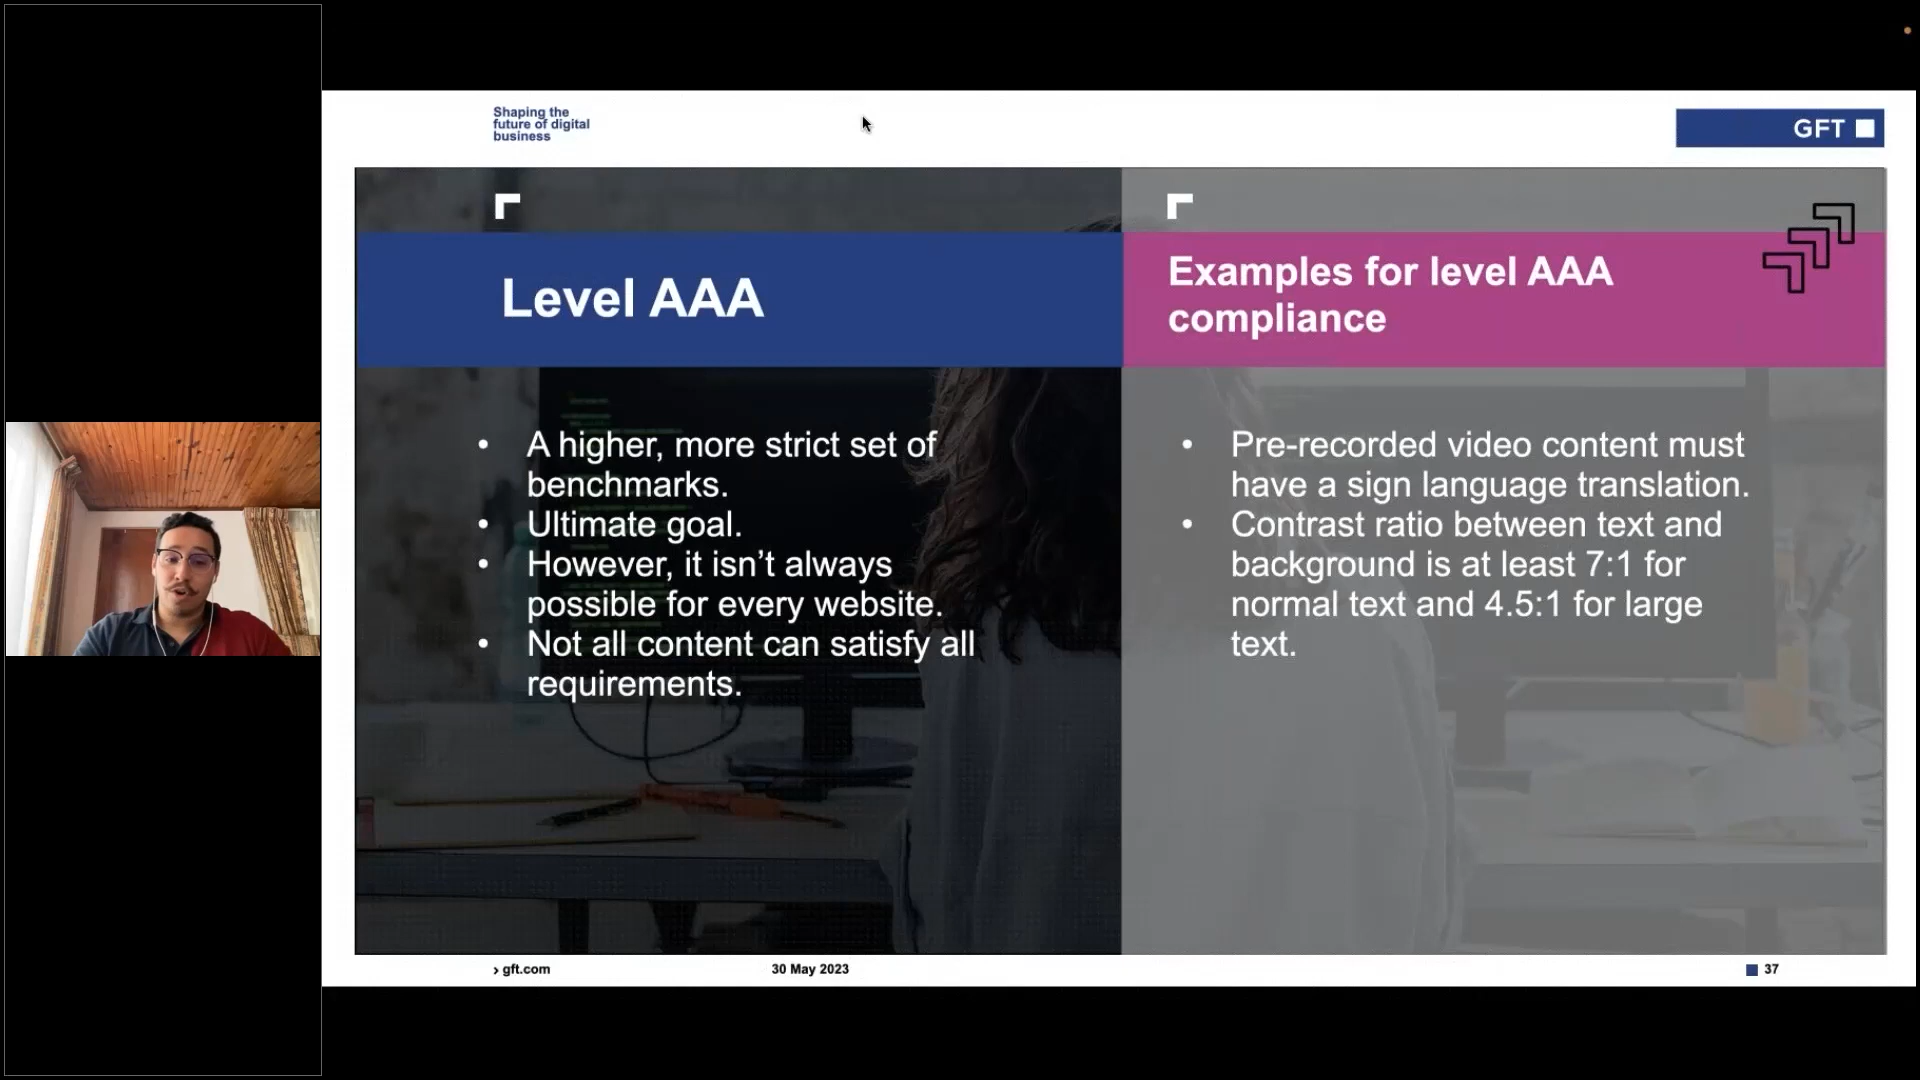 Shaping the
future of digital
business
GFT
Level AAA
• A higher, more strict set of
benchmarks.
• Ultimate goal.
• However, it isn’t always
possible for every website.
• Not all content can satisfy all
requirements.
Examples for level AAA
compliance
• Pre-recorded video content must
have a sign language translation.
• Contrast ratio between text and
background is at least 7:1 for
normal text and 4.5:1 for large
text.
› gft.com
30 May 2023
37